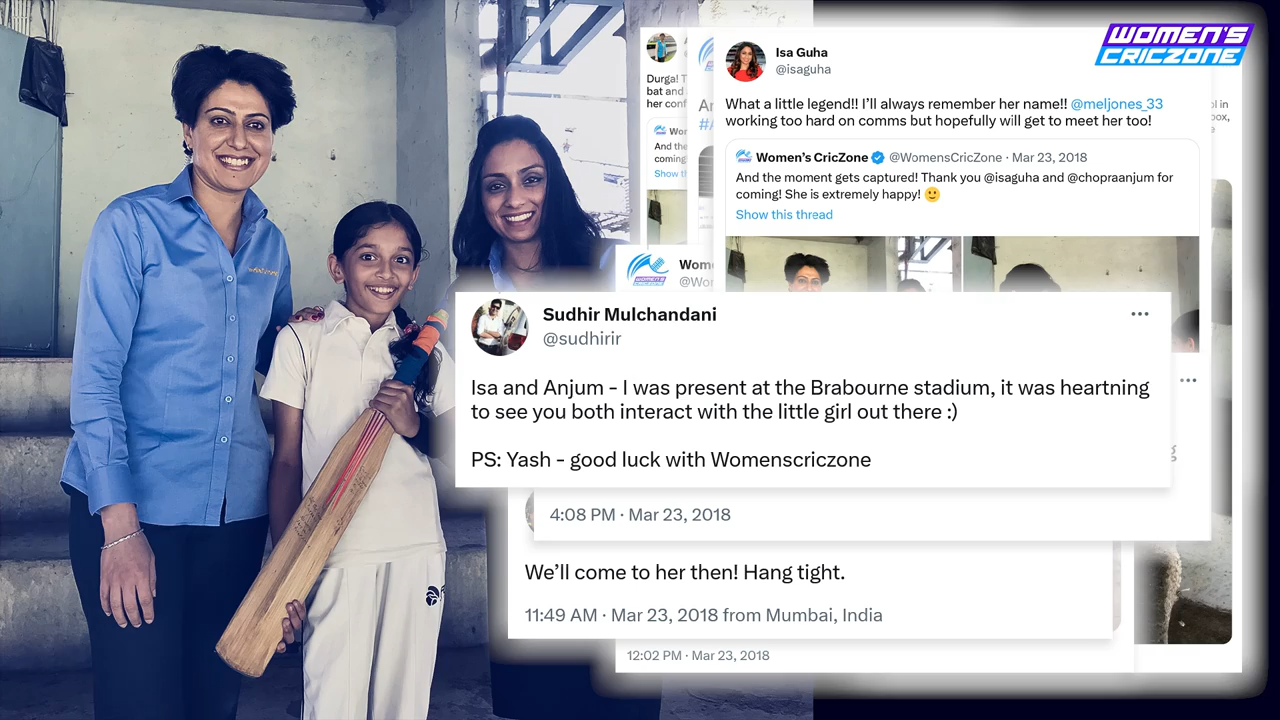 WOMEN'S
CRICZONE
Isa Guha
@isaguha
What a little legend!! I'll always remember her name!! @meljones_33
working too hard on comms but hopefully will get to meet her too!
Women's CricZone @WomensCricZone · Mar 23, 2018
And the moment gets captured! Thank you @isaguha and @chopraanjum for
coming! She is extremely happy! 🙂
Show this thread
Durga!
bat and
her
And the
coming!
Sudhir Mulchandani
@sudhirir
Isa and Anjum - I was present at the Brabourne stadium, it was heartning
to see you both interact with the little girl out there :)
PS: Yash - good luck with Womenscriczone
4:08 PM · Mar 23, 2018
We'll come to her then! Hang tight.
11:49 AM · Mar 23, 2018 from Mumbai, India
12:02 PM · Mar 23, 2018